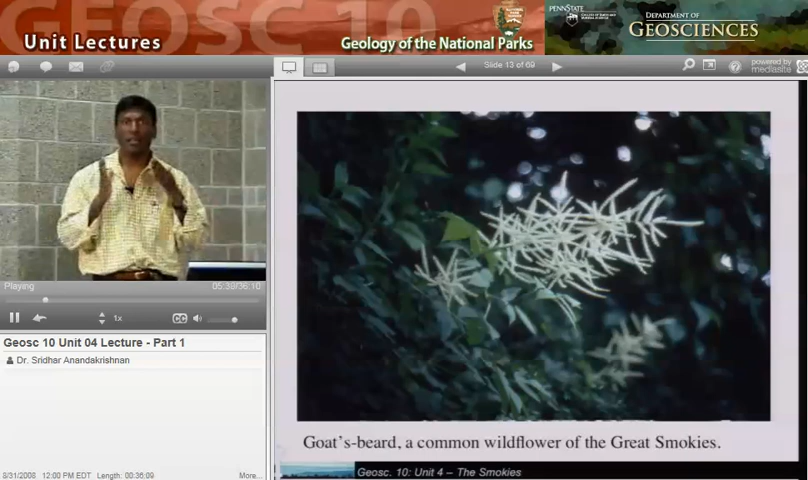 GEOSC 10
Unit Lectures
Geology of the National Parks
PENNSTATE
DEPARTMENT OF
GEOSCIENCES
Slide 13 of 69
powered by
mediasite
Playing
05:39/36:10
1x
CC
Geosc 10 Unit 04 Lecture - Part 1
Dr. Sridhar Anandakrishnan
8/31/2008 12:00 PM EDT Length: 00:36:09
More...
Goat's-beard, a common wildflower of the Great Smokies.
Geosc. 10: Unit 4 – The Smokies